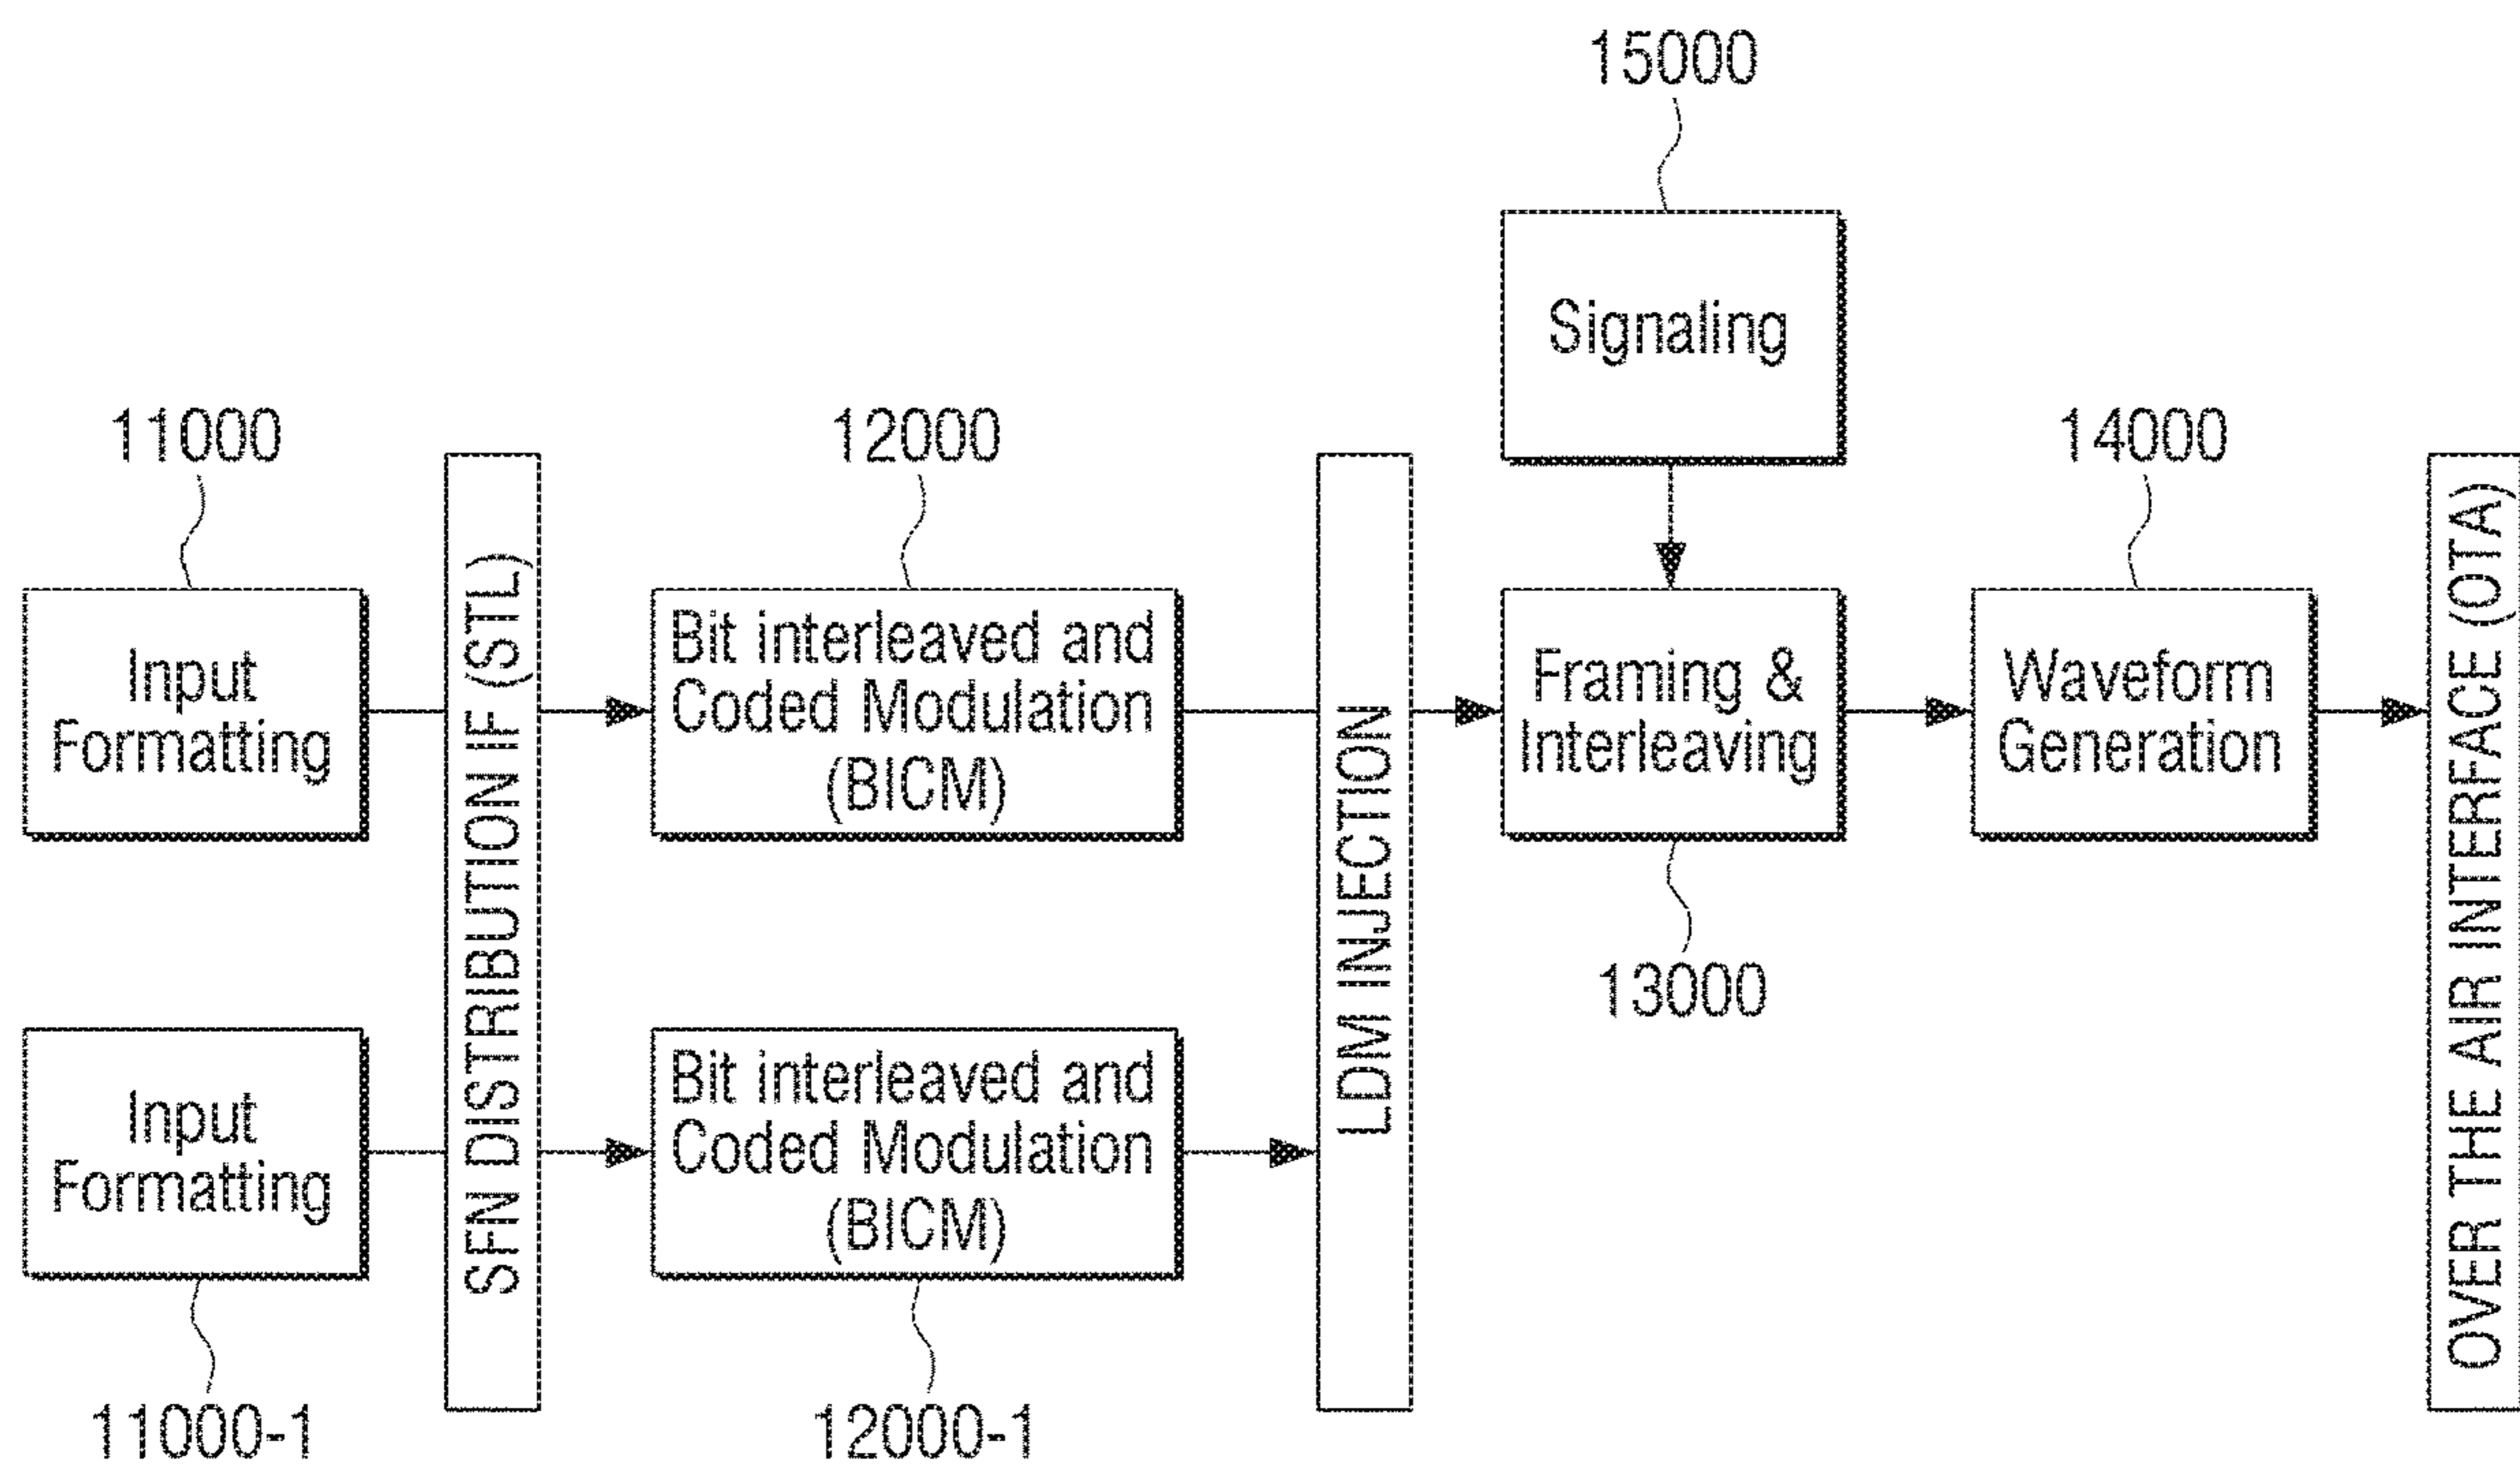 15000
Signaling
11000
12000
14000
Input
Formatting
SFN DISTRIBUTION IF (STL)
Bit interleaved and
Coded Modulation
(BICM)
LDM INJECTION
Framing &
Interleaving
Waveform
Generation
OVER THE AIR INTERFACE (OTA)
13000
Input
Formatting
Bit interleaved and
Coded Modulation
(BICM)
11000-1
12000-1